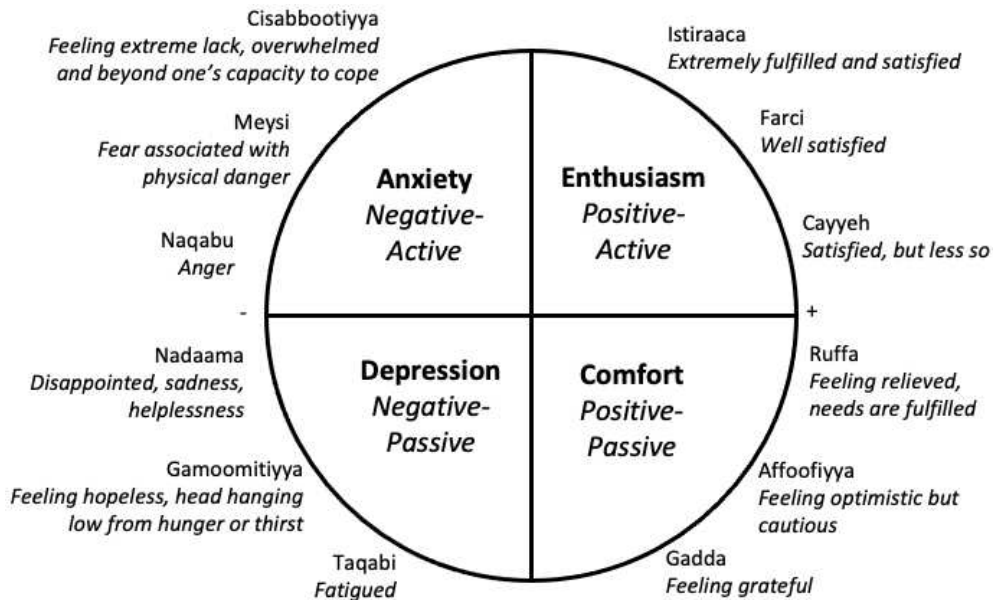 Cisabbootiyya
Feeling extreme lack, overwhelmed
and beyond one's capacity to cope
Meysi
Fear associated with
physical danger
Naqabu
Anger
Istiraaca
Extremely fulfilled and satisfied
Farci
Well satisfied
Cayyeh
Satisfied, but less so
Anxiety
Negative-
Active
Enthusiasm
Positive-
Active
-
+
Nadaama
Disappointed, sadness,
helplessness
Gamoomitiyya
Feeling hopeless, head hanging
low from hunger or thirst
Taqabi
Fatigued
Depression
Negative-
Passive
Comfort
Positive-
Passive
Ruffa
Feeling relieved,
needs are fulfilled
Affoofiyya
Feeling optimistic but
cautious
Gadda
Feeling grateful